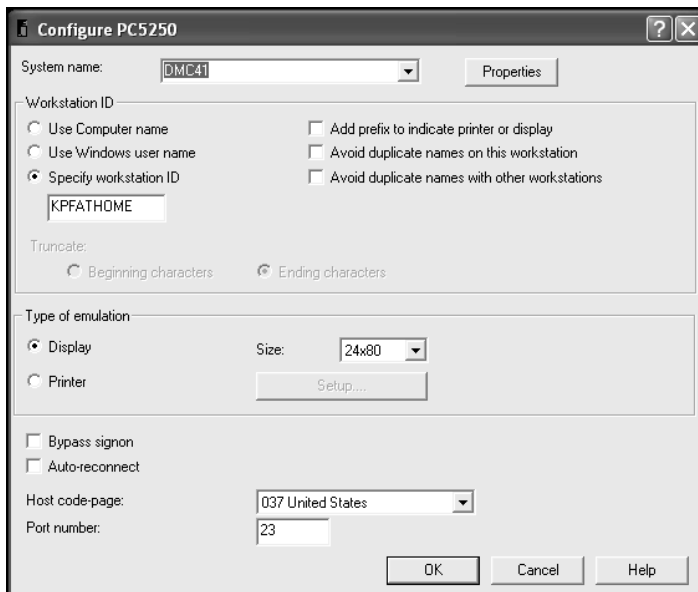 Configure PC5250
System name: DMC41 Properties
Workstation ID
Use Computer name Add prefix to indicate printer or display
Use Windows user name Avoid duplicate names on this workstation
Specify workstation ID Avoid duplicate names with other workstations
KPFATHOME
Truncate:
Beginning characters Ending characters
Type of emulation
Display Size: 24x80
Printer Setup....
Bypass signon
Auto-reconnect
Host code-page: 037 United States
Port number: 23
OK Cancel Help